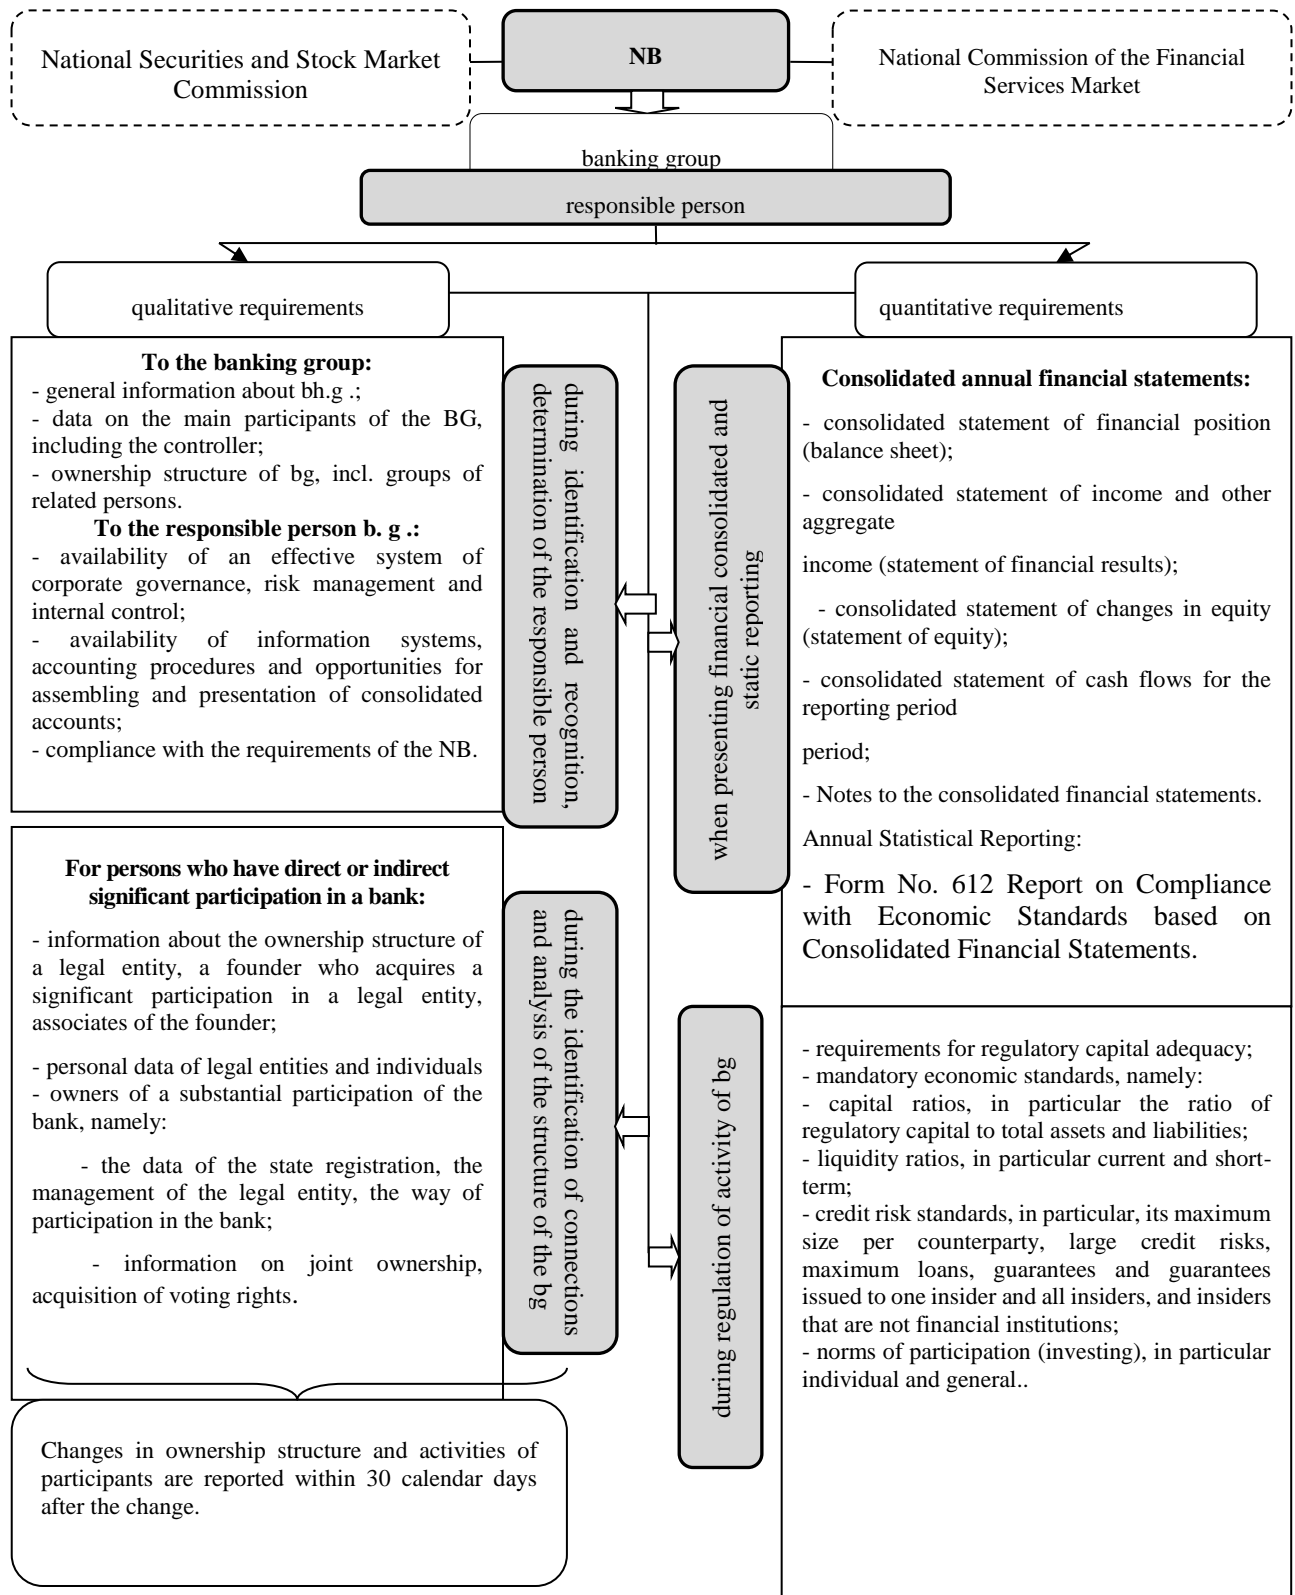 National Securities and Stock Market
Commission
NB
National Commission of the Financial
Services Market
banking group
responsible person
qualitative requirements
quantitative requirements
To the banking group:
- general information about bh.g .;
- data on the main participants of the BG,
including the controller;
- ownership structure of bg, incl. groups of
related persons.
To the responsible person b. g .:
- availability of an effective system of
corporate governance, risk management and
internal control;
- availability of information systems,
accounting procedures and opportunities for
assembling and presentation of consolidated
accounts;
- compliance with the requirements of the NB.
during identification and recognition,
determination of the responsible person
when presenting financial consolidated and
static reporting
Consolidated annual financial statements:
- consolidated statement of financial position
(balance sheet);
- consolidated statement of income and other
aggregate
income (statement of financial results);
- consolidated statement of changes in equity
(statement of equity);
- consolidated statement of cash flows for the
reporting period
period;
- Notes to the consolidated financial statements.
Annual Statistical Reporting:
- Form No. 612 Report on Compliance
with Economic Standards based on
Consolidated Financial Statements.
For persons who have direct or indirect
significant participation in a bank:
- information about the ownership structure of
a legal entity, a founder who acquires a
significant participation in a legal entity,
associates of the founder;
- personal data of legal entities and individuals
- owners of a substantial participation of the
bank, namely:
- the data of the state registration, the
management of the legal entity, the way of
participation in the bank;
- information on joint ownership,
acquisition of voting rights.
during the identification of connections
and analysis of the structure of the bg
during regulation of activity of bg
- requirements for regulatory capital adequacy;
- mandatory economic standards, namely:
- capital ratios, in particular the ratio of
regulatory capital to total assets and liabilities;
- liquidity ratios, in particular current and short-
term;
- credit risk standards, in particular, its maximum
size per counterparty, large credit risks,
maximum loans, guarantees and guarantees
issued to one insider and all insiders, and insiders
that are not financial institutions;
- norms of participation (investing), in particular
individual and general..
Changes in ownership structure and activities of
participants are reported within 30 calendar days
after the change.